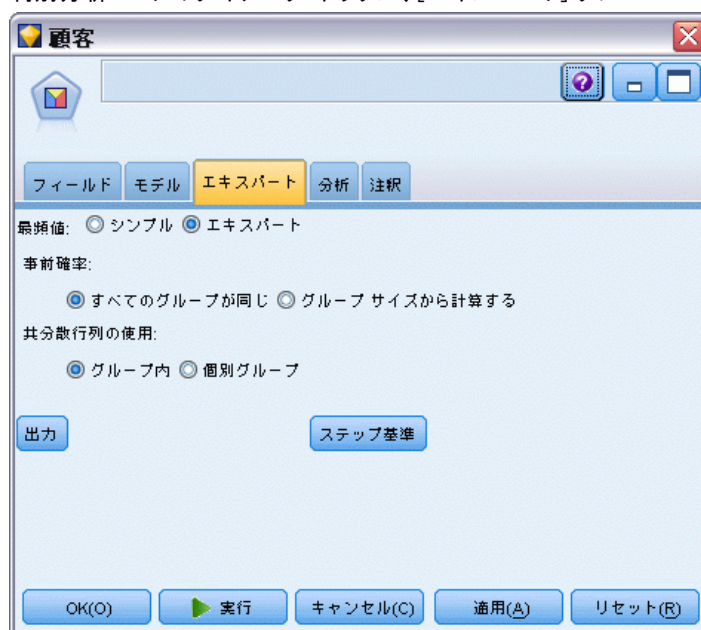 顧客
フィールド モデル エキスパート 分析 注釈
最頻値: シンプル エキスパート
事前確率:
すべてのグループが同じ グループ サイズから計算する
共分散行列の使用:
グループ内 個別グループ
出力 ステップ基準
OK(O) 実行 キャンセル(C) 適用(A) リセット(R)